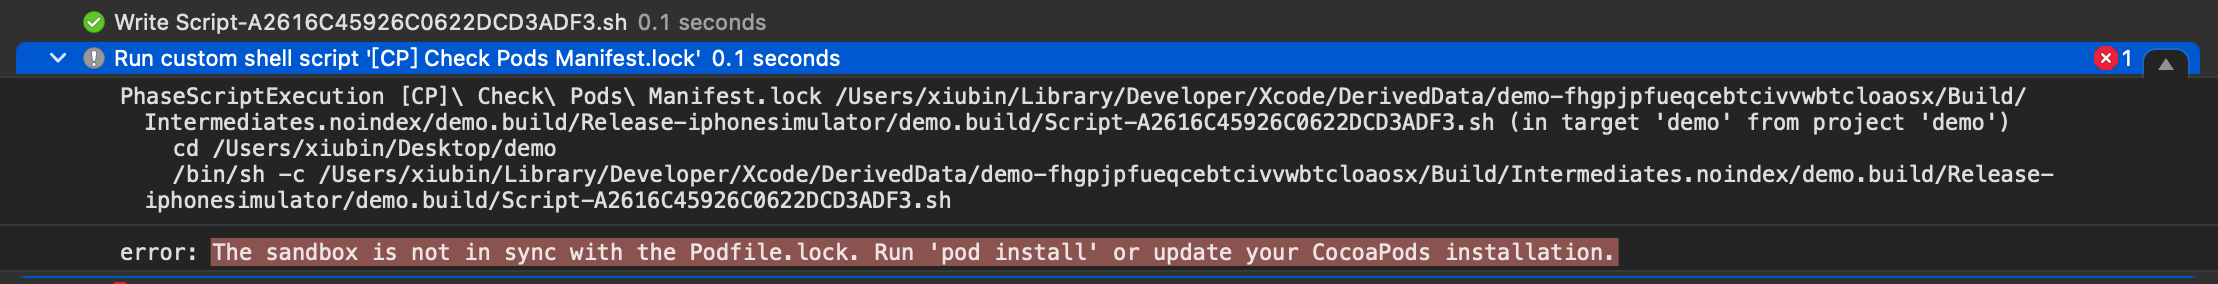 Write Script-A2616C45926C0622DCD3ADF3.sh 0.1 seconds
Run custom shell script '[CP] Check Pods Manifest.lock' 0.1 seconds 1
PhaseScriptExecution [CP]\ Check\ Pods\ Manifest.lock /Users/xiubin/Library/Developer/Xcode/DerivedData/demo-fhgpjpfueqcebtcivvwbtcloaosx/Build/
Intermediates.noindex/demo.build/Release-iphonesimulator/demo.build/Script-A2616C45926C0622DCD3ADF3.sh (in target 'demo' from project 'demo')
cd /Users/xiubin/Desktop/demo
/bin/sh -c /Users/xiubin/Library/Developer/Xcode/DerivedData/demo-fhgpjpfueqcebtcivvwbtcloaosx/Build/Intermediates.noindex/demo.build/Release-
iphonesimulator/demo.build/Script-A2616C45926C0622DCD3ADF3.sh
error: The sandbox is not in sync with the Podfile.lock. Run 'pod install' or update your CocoaPods installation.